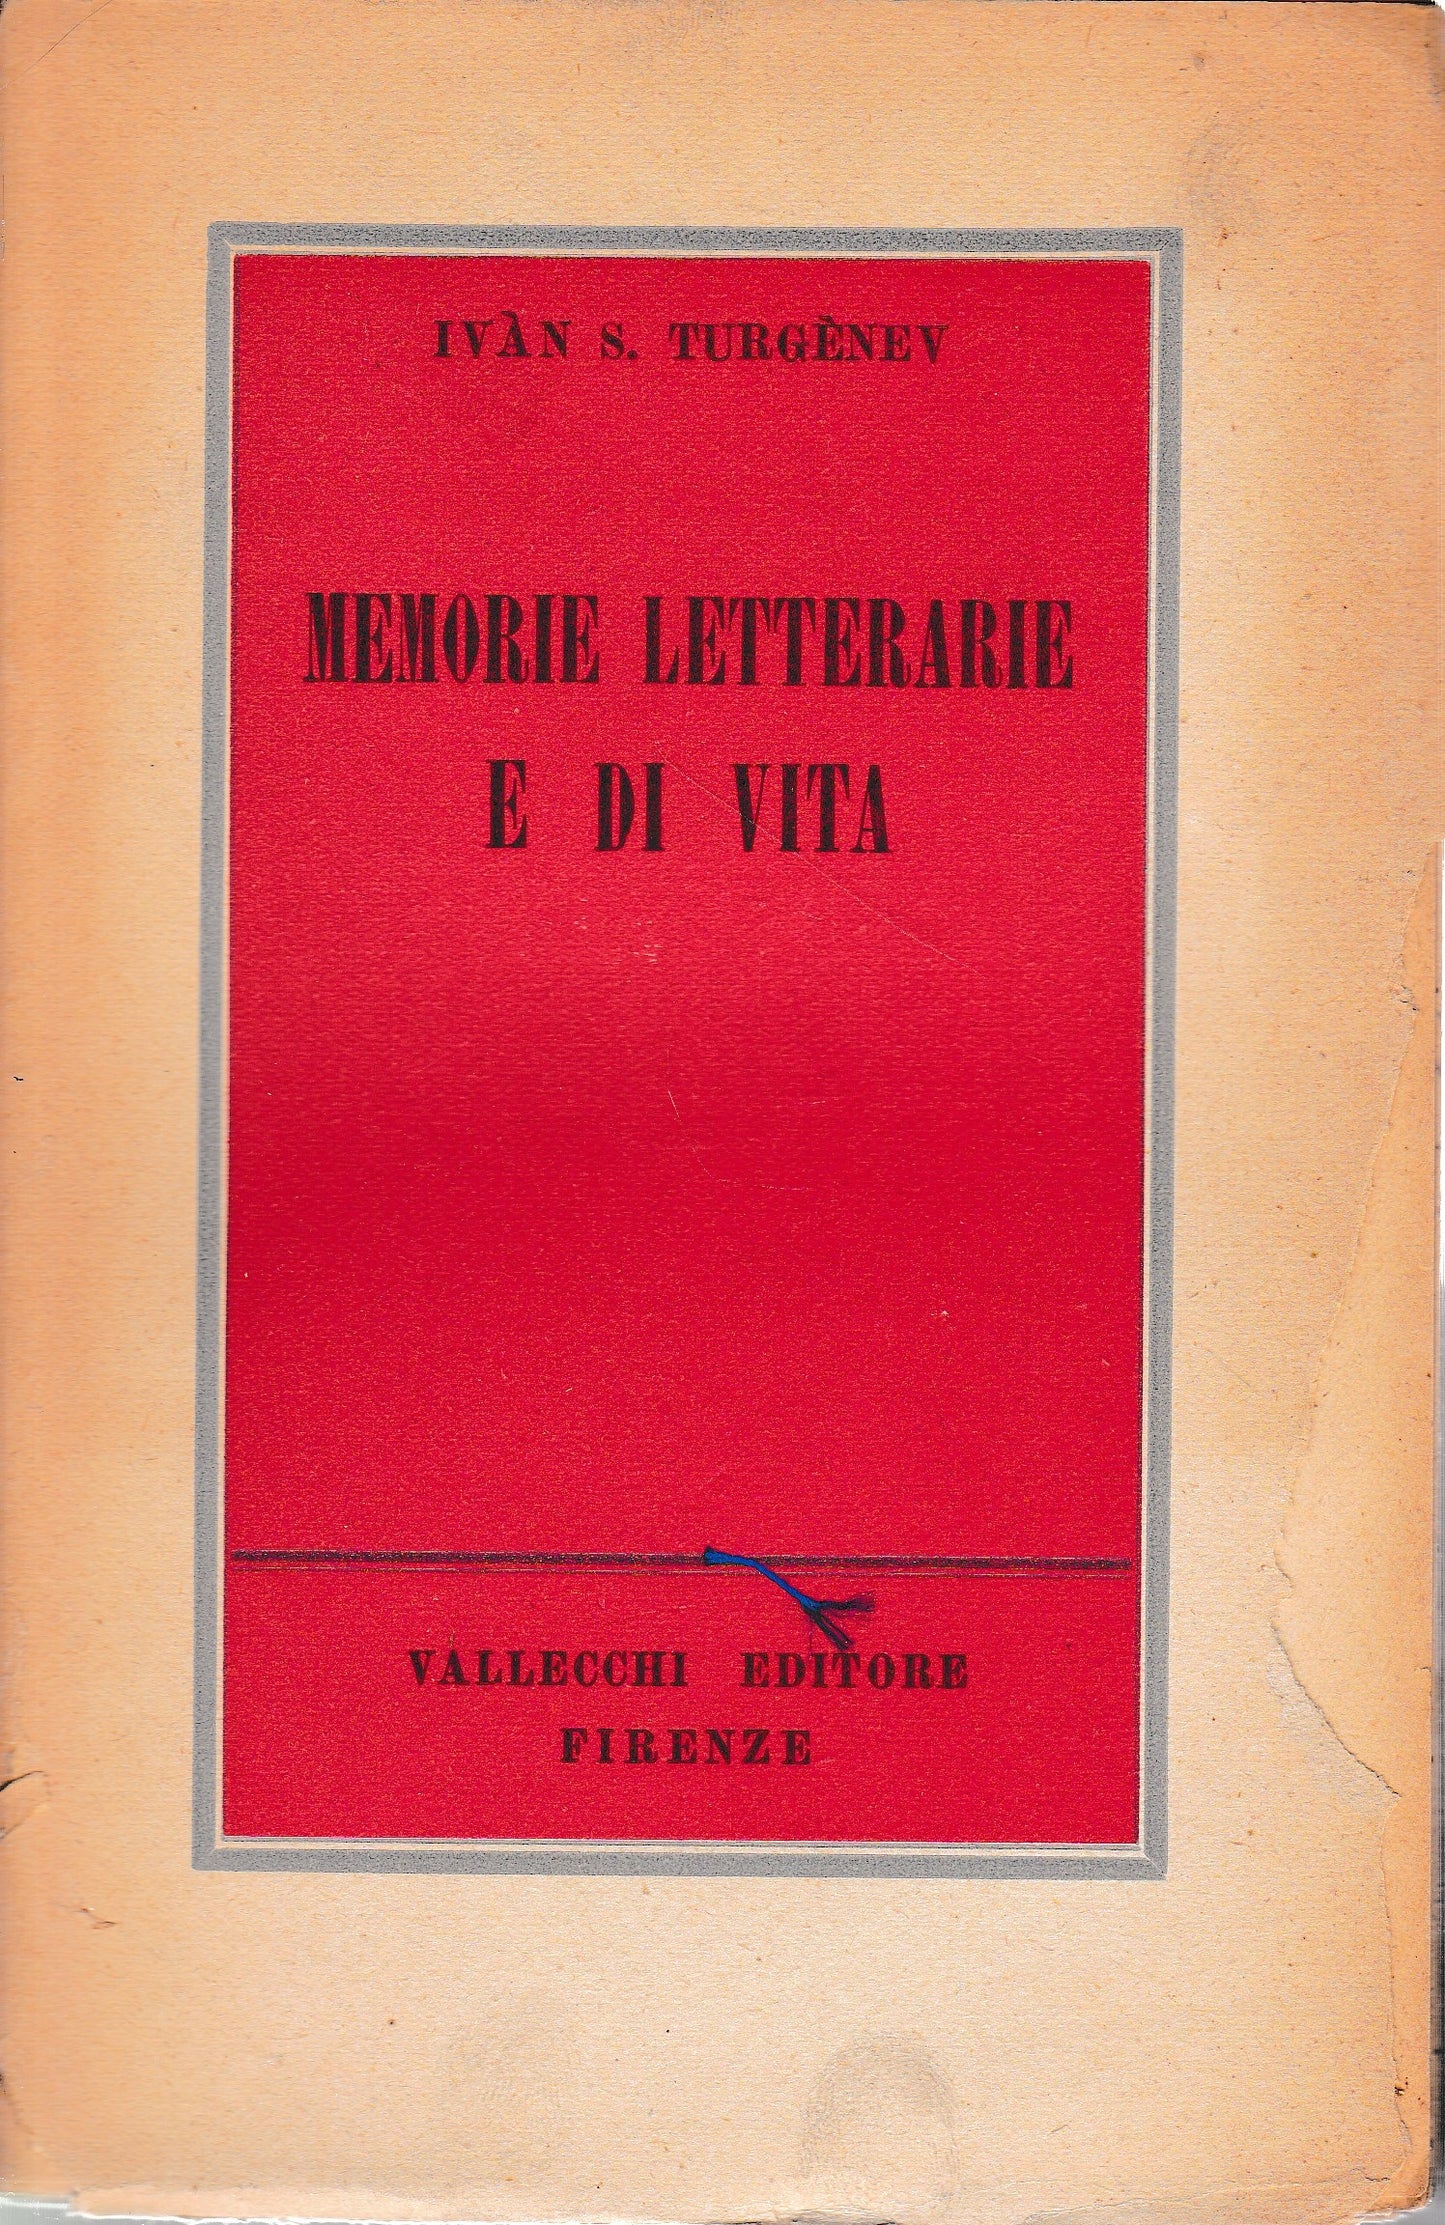 IVÀN S. TURGÈNEV
MEMORIE LETTERARIE
E DI VITA
VALLECCHI EDITORE
FIRENZE